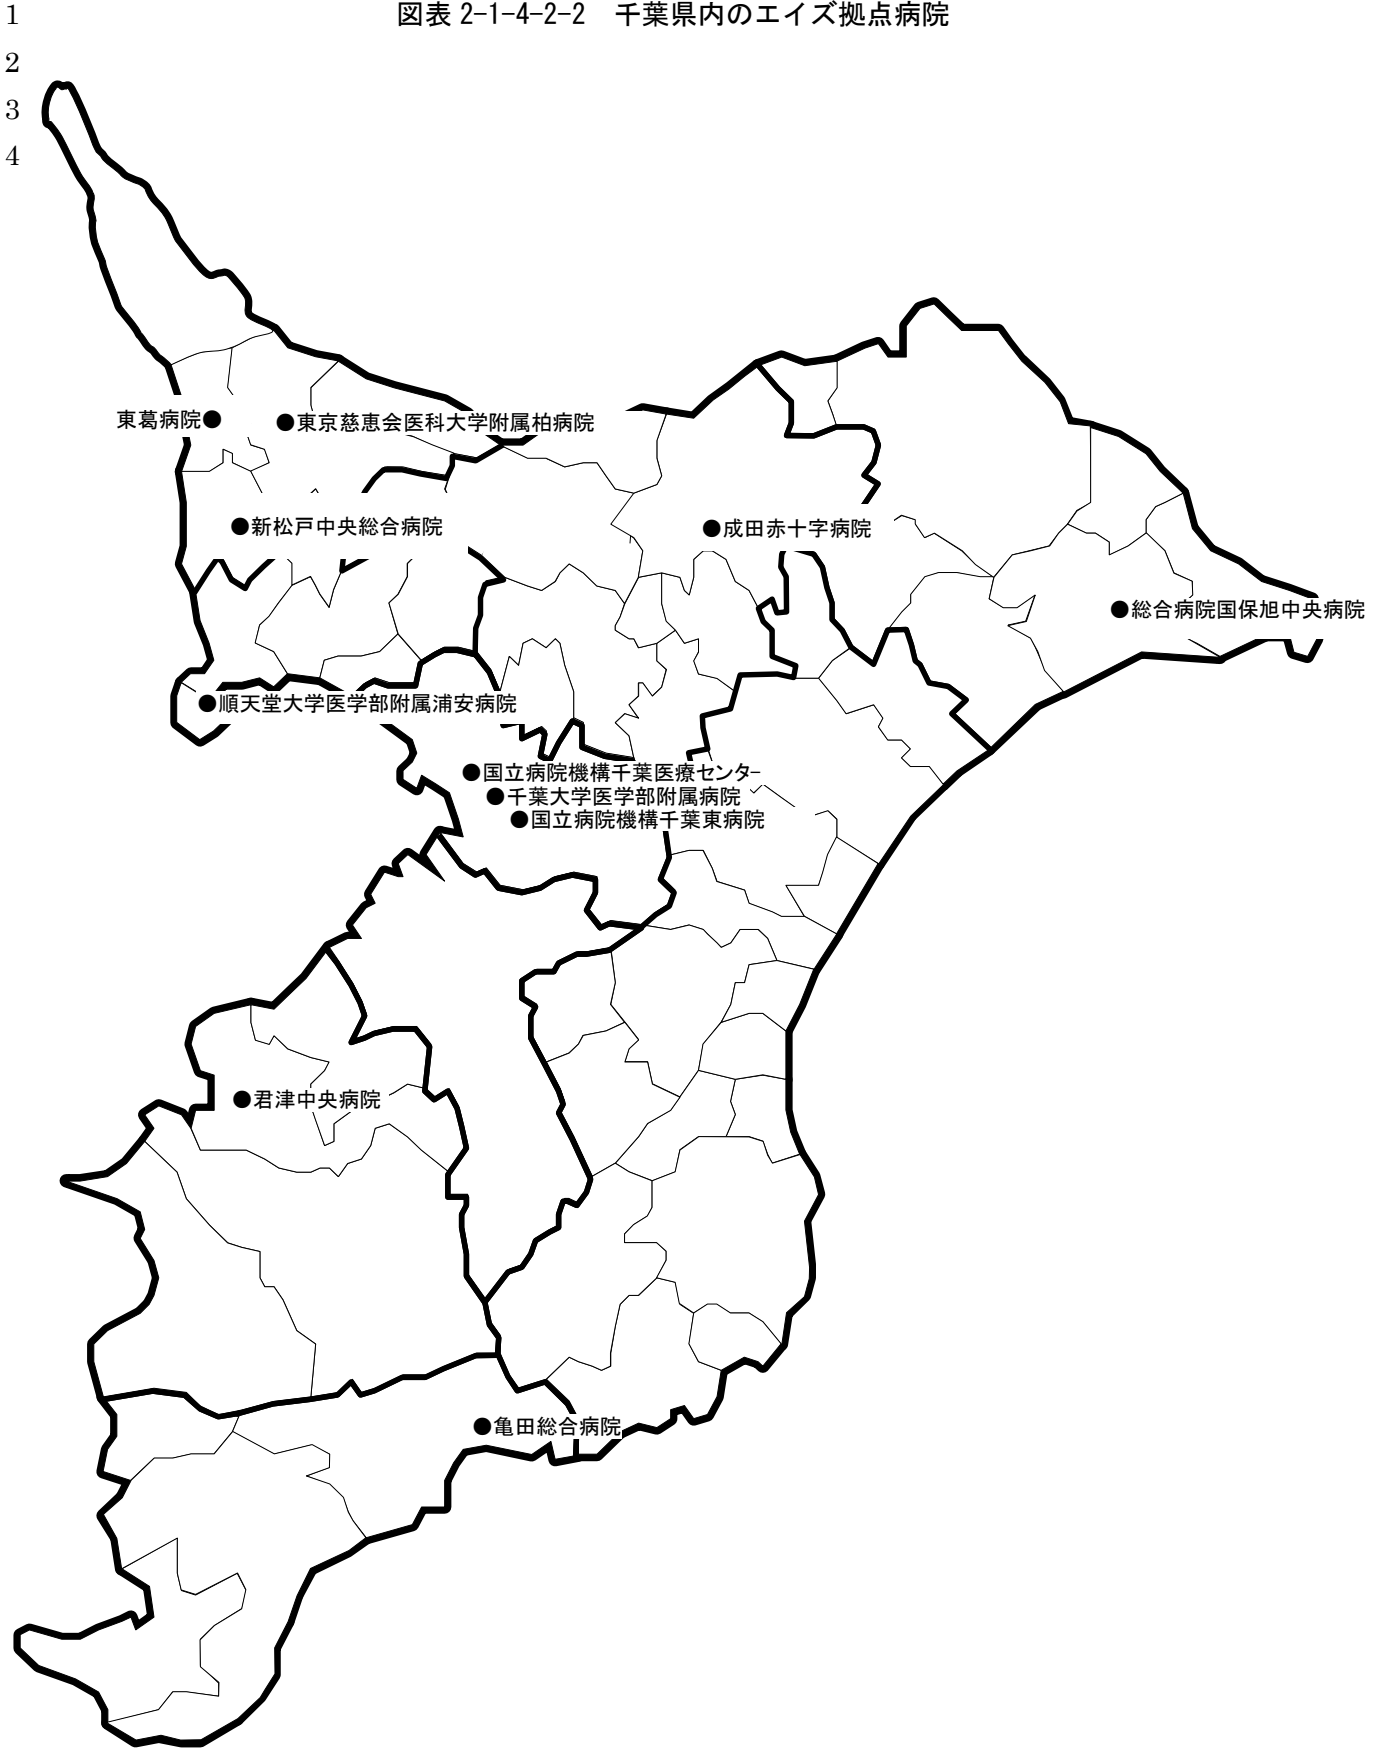 1
図表 2-1-4-2-2　千葉県内のエイズ拠点病院
2
3
4
東葛病院●
●東京慈恵会医科大学附属柏病院
●新松戸中央総合病院
●成田赤十字病院
●総合病院国保旭中央病院
●順天堂大学医学部附属浦安病院
●国立病院機構千葉医療センター
●千葉大学医学部附属病院
●国立病院機構千葉東病院
●君津中央病院
●亀田総合病院